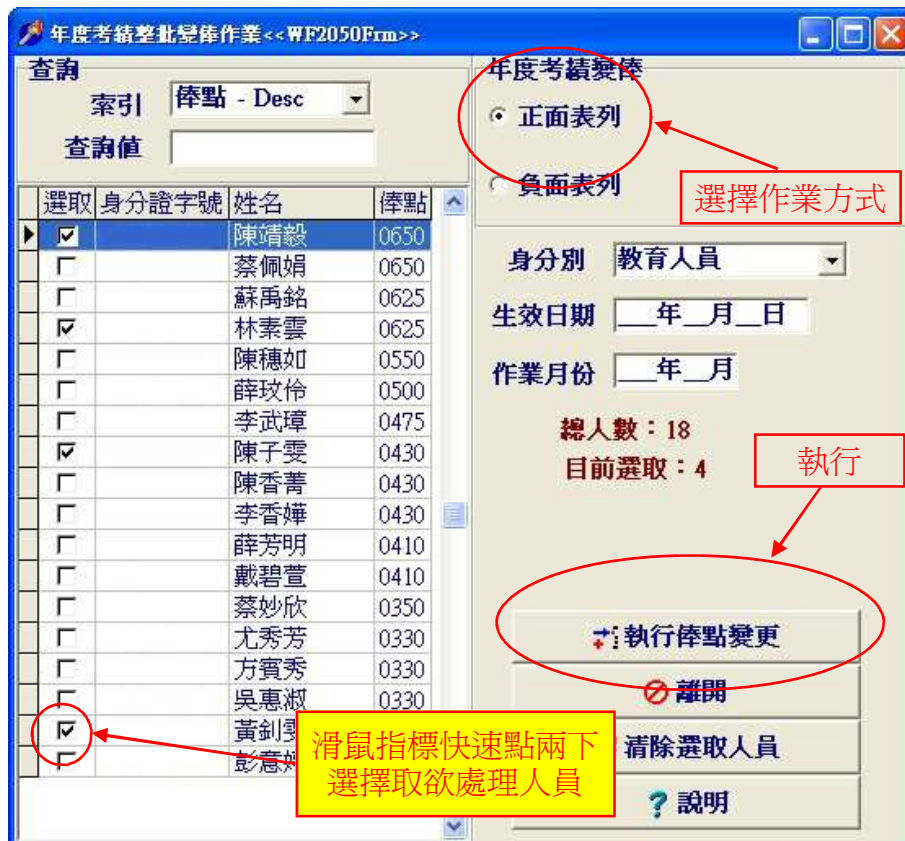 年度考績整批變俸作業<<WF2050Frm>>
查詢
索引 俸點 - Desc
查詢值
選取 身分證字號 姓名 俸點
陳靖毅 0650
蔡佩娟 0650
蘇禹銘 0625
林素雲 0625
陳穗如 0550
薛玟伶 0500
李武璋 0475
陳子雯 0430
陳香菁 0430
李香嬅 0430
薛芳明 0410
戴碧萱 0410
蔡妙欣 0350
尤秀芳 0330
方賓秀 0330
吳惠淑 0330
黃釗
彭意
滑鼠指標快速點兩下
選擇取欲處理人員
年度考績變俸
正面表列
負面表列
選擇作業方式
身分別 教育人員
生效日期 __年__月__日
作業月份 __年__月
總人數：18
目前選取：4
執行
執行俸點變更
離開
清除選取人員
? 說明